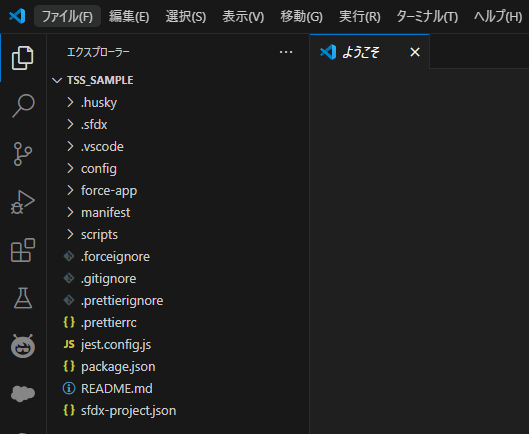 ファイル(F) 編集(E) 選択(S) 表示(V) 移動(G) 実行(R) ターミナル(T) ヘルプ(H)
エクスプローラー ···
ようこそ
TSS_SAMPLE
.husky
.sfdx
.vscode
config
force-app
manifest
scripts
.forceignore
.gitignore
.prettierignore
{} .prettierrc
JS jest.config.js
{} package.json
README.md
{} sfdx-project.json